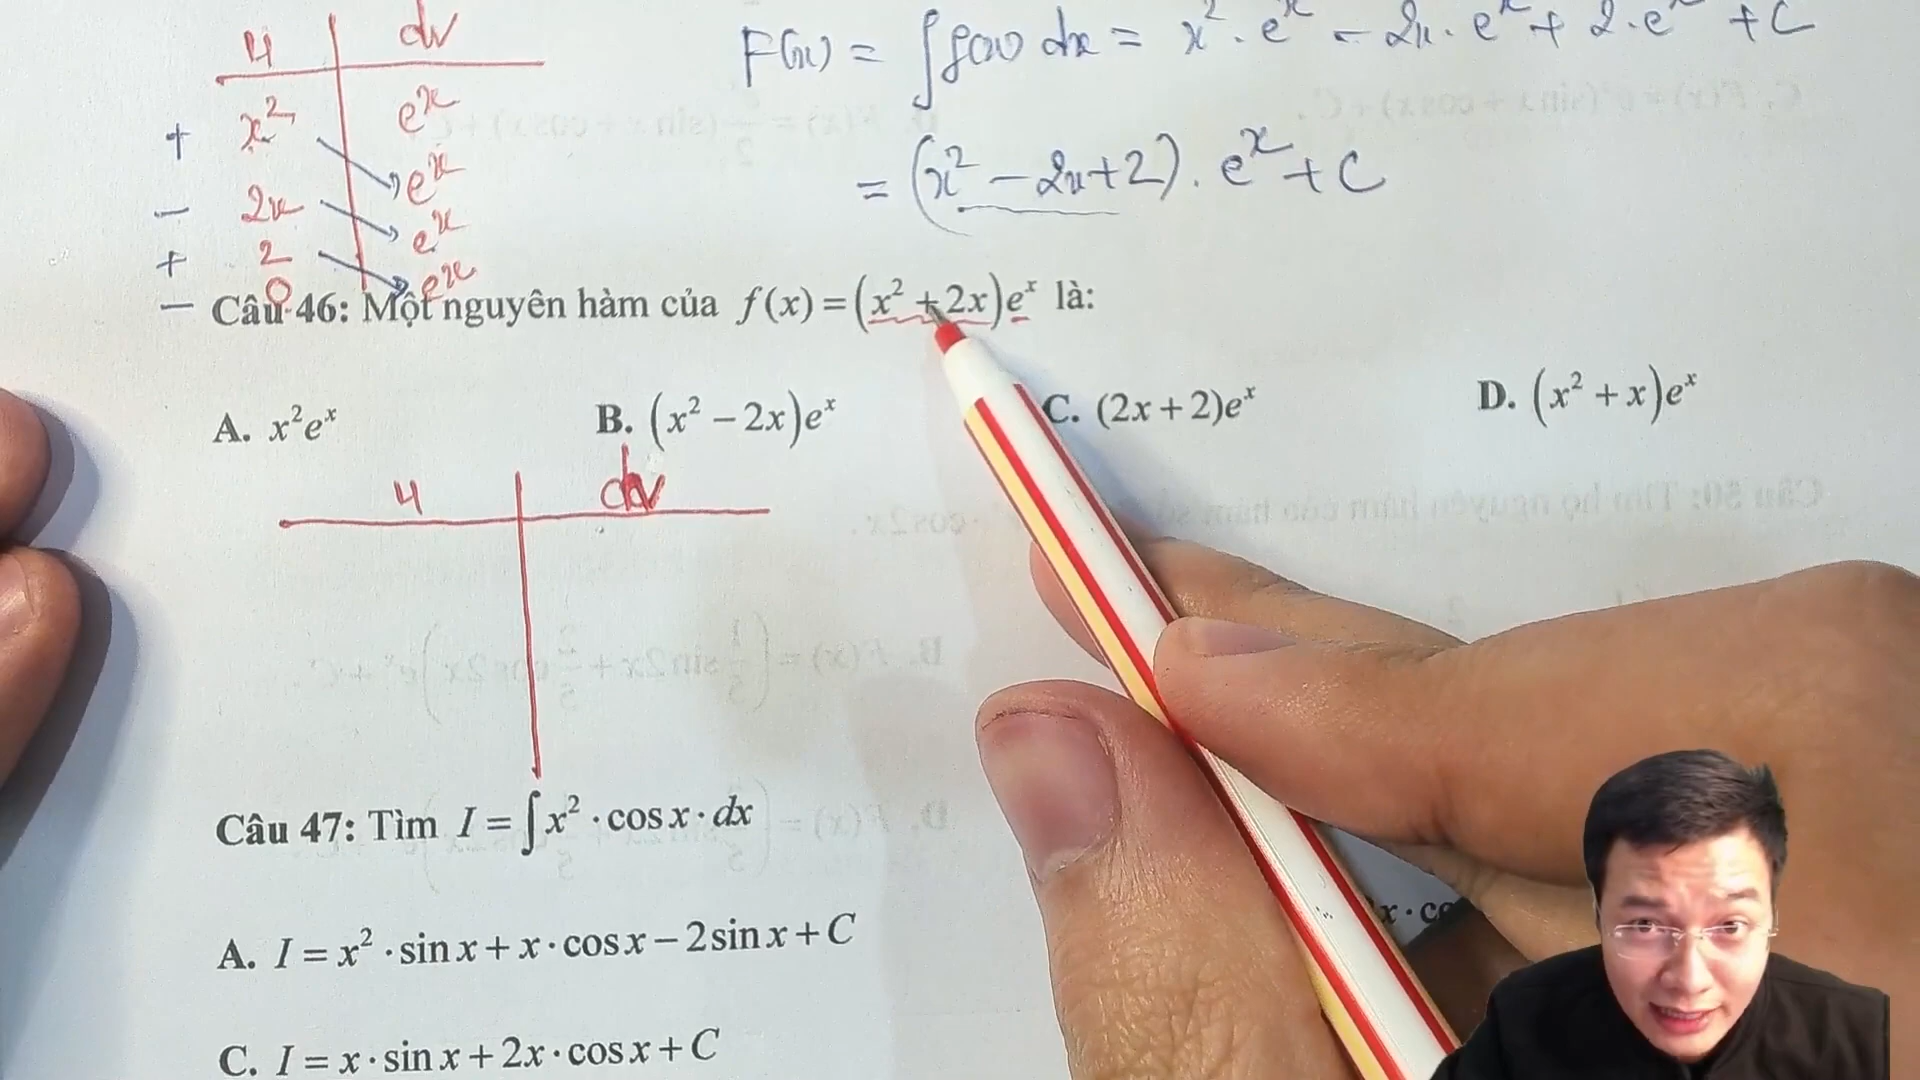 u dv
+ x² eˣ
eˣ
− 2x
eˣ
+ 2
− 0 eˣ
F(x) = ∫f(x) dx = x².eˣ − 2x.eˣ + 2.eˣ + C
= (x² − 2x + 2).eˣ + C
Câu 46: Một nguyên hàm của f(x) = (x² + 2x)eˣ là:
A. x²eˣ B. (x² − 2x)eˣ C. (2x + 2)eˣ D. (x² + x)eˣ
u dv
Câu 47: Tìm I = ∫x² · cos x · dx
A. I = x² · sin x + x · cos x − 2 sin x + C
C. I = x · sin x + 2x · cos x + C